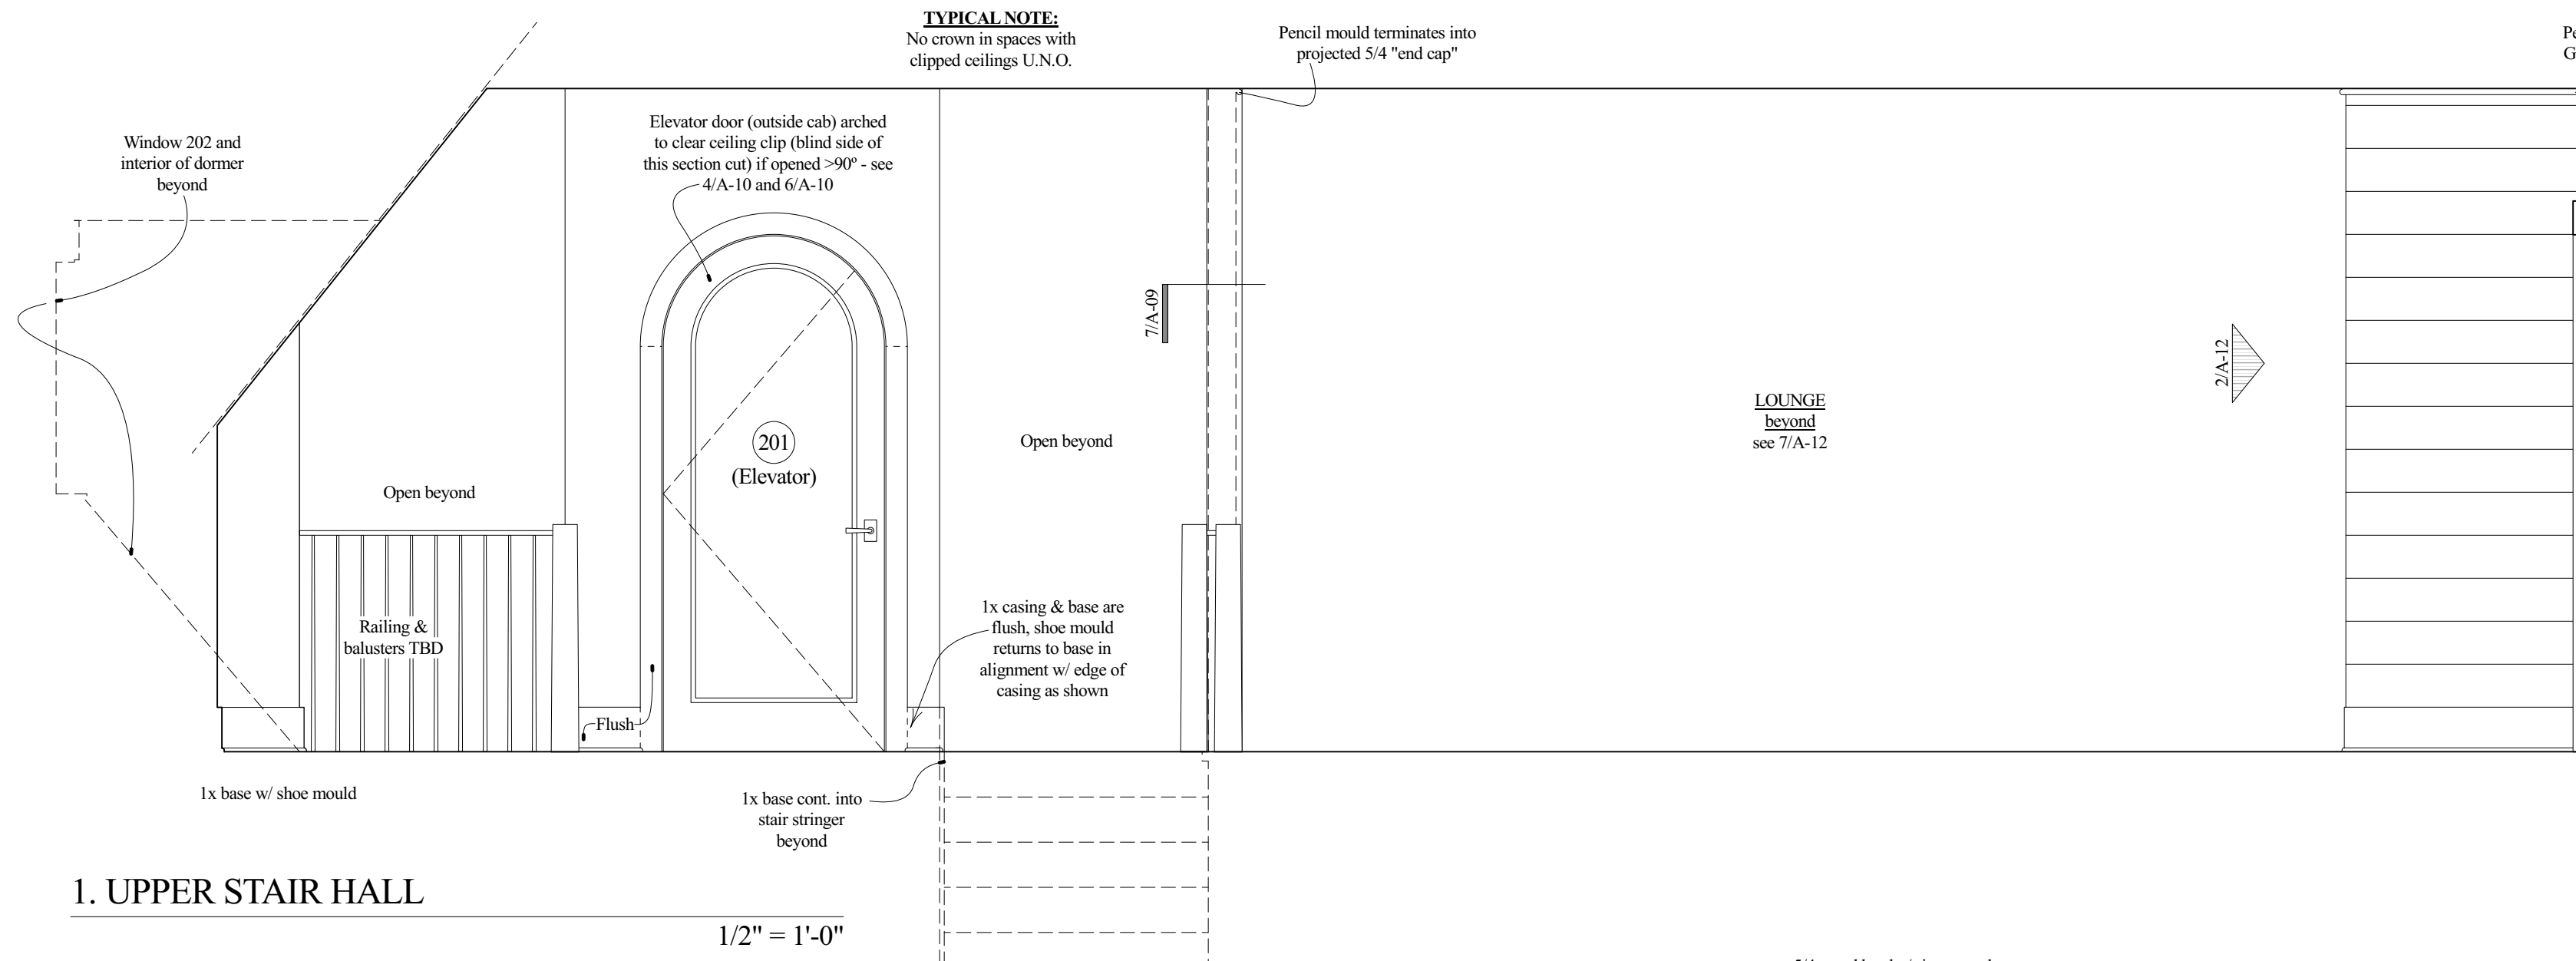 TYPICAL NOTE:
No crown in spaces with
clipped ceilings U.N.O.
Pencil mould terminates into
projected 5/4 "end cap"
Window 202 and
interior of dormer
beyond
Elevator door (outside cab) arched
to clear ceiling clip (blind side of
this section cut) if opened >90º - see
4/A-10 and 6/A-10
7/A-09
2/A-12
LOUNGE
beyond
see 7/A-12
201
(Elevator)
Open beyond
Open beyond
Railing &
balusters TBD
1x casing & base are
flush, shoe mould
returns to base in
alignment w/ edge of
casing as shown
Flush
1x base w/ shoe mould
1x base cont. into
stair stringer
beyond
1. UPPER STAIR HALL
1/2" = 1'-0"